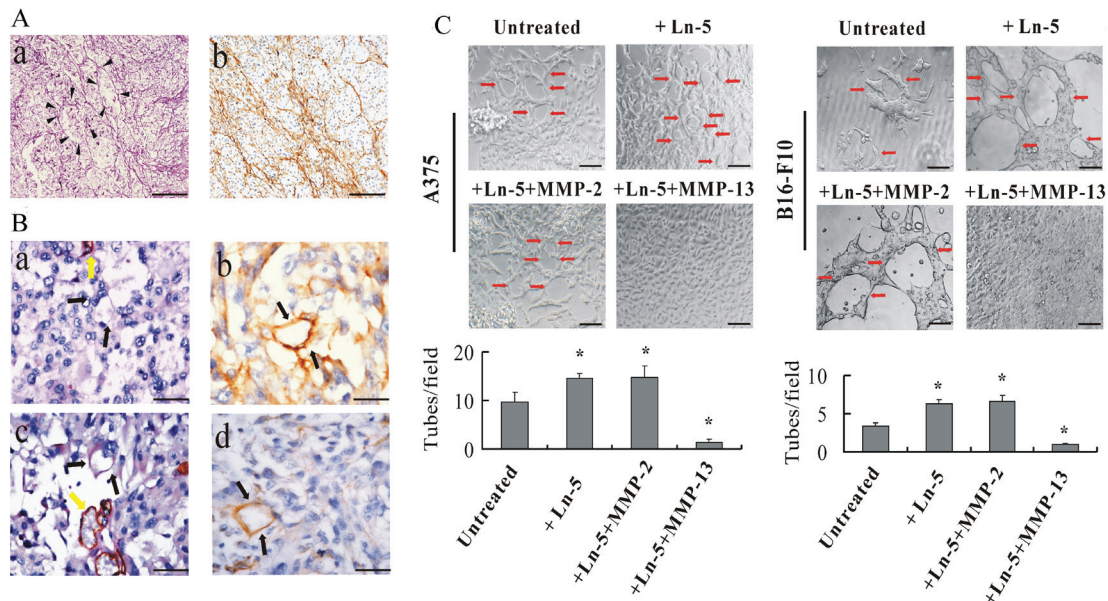 A
a
b
B
a
b
c
d
C
A375
Untreated
+ Ln-5
+Ln-5+MMP-2
+Ln-5+MMP-13
Tubes/field
20
10
0
*
*
*
Untreated
+ Ln-5
+Ln-5+MMP-2
+Ln-5+MMP-13
B16-F10
Untreated
+ Ln-5
+Ln-5+MMP-2
+Ln-5+MMP-13
Tubes/field
10
5
0
*
*
*
Untreated
+ Ln-5
+Ln-5+MMP-2
+Ln-5+MMP-13